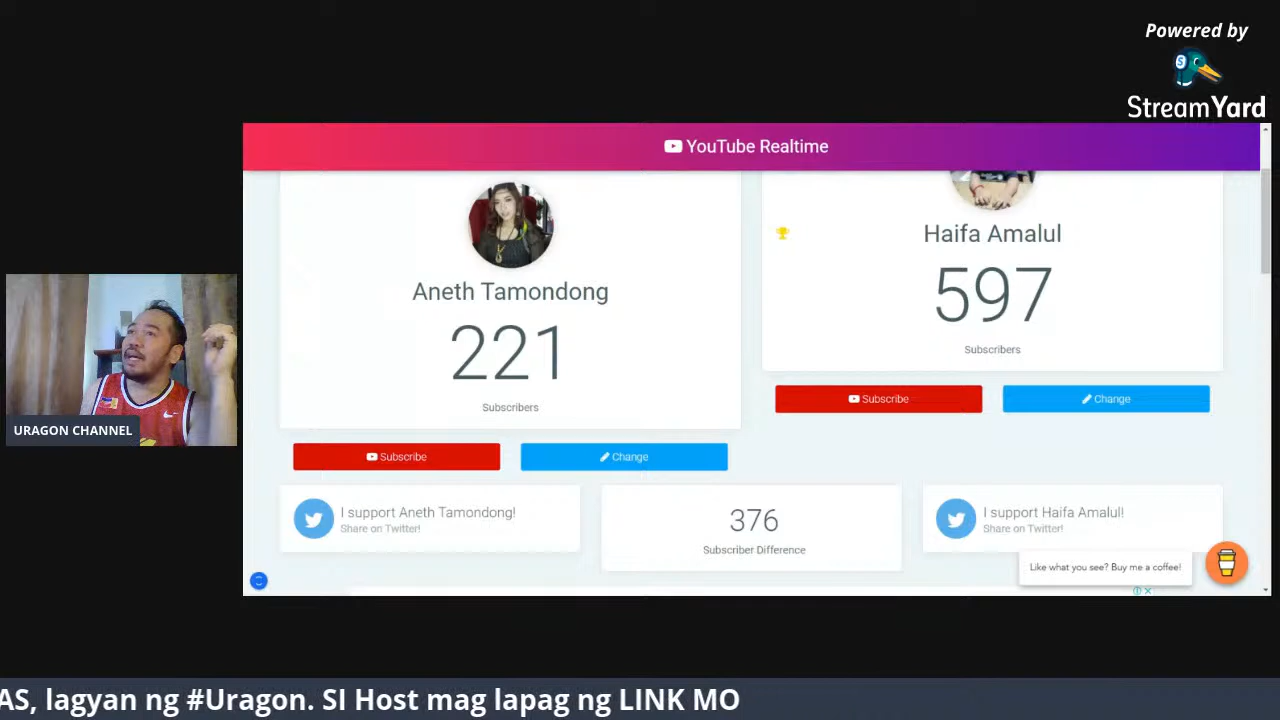 Powered by
StreamYard
YouTube Realtime
Aneth Tamondong
221
Subscribers
Subscribe
Change
Haifa Amalul
597
Subscribers
Subscribe
Change
I support Aneth Tamondong!
Share on Twitter!
376
Subscriber Difference
I support Haifa Amalul!
Share on Twitter!
Like what you see? Buy me a coffee!
URAGON CHANNEL
AS, lagyan ng #Uragon. SI Host mag lapag ng LINK MO